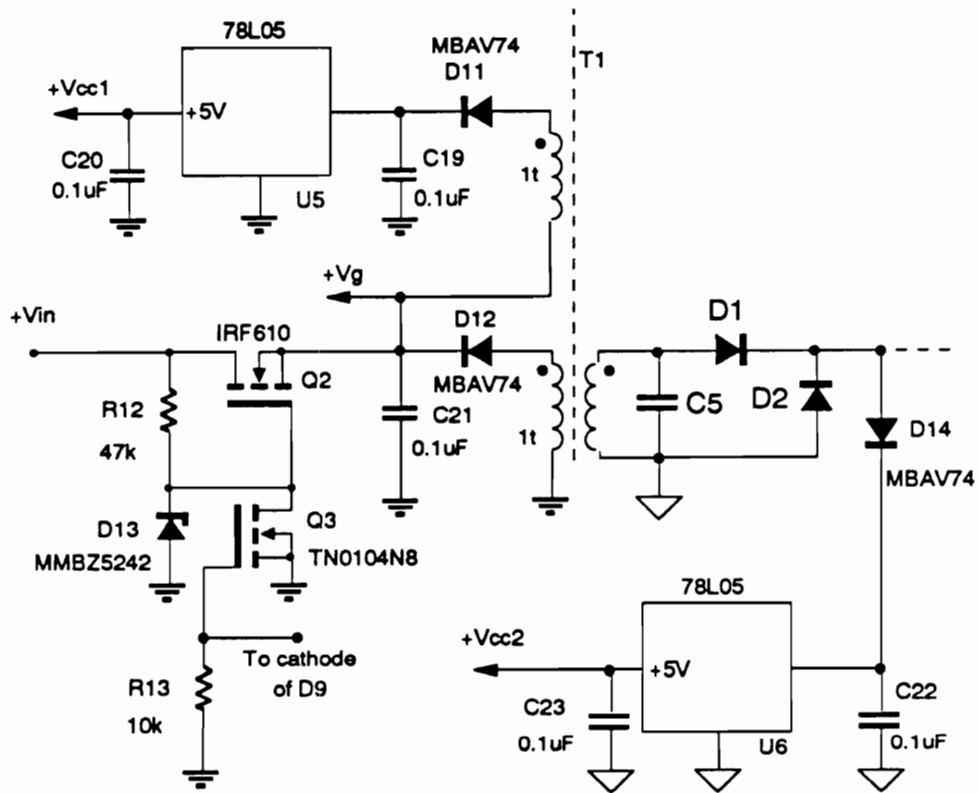 78L05
MBAV74
D11
T1
+Vcc1
+5V
C20
0.1uF
U5
C19
0.1uF
1t
+Vg
+Vin
IRF610
Q2
D12
MBAV74
D1
R12
47k
C21
0.1uF
1t
C5
D2
D14
MBAV74
D13
MMBZ5242
Q3
TN0104N8
78L05
+Vcc2
+5V
To cathode
of D9
R13
10k
C23
0.1uF
U6
C22
0.1uF